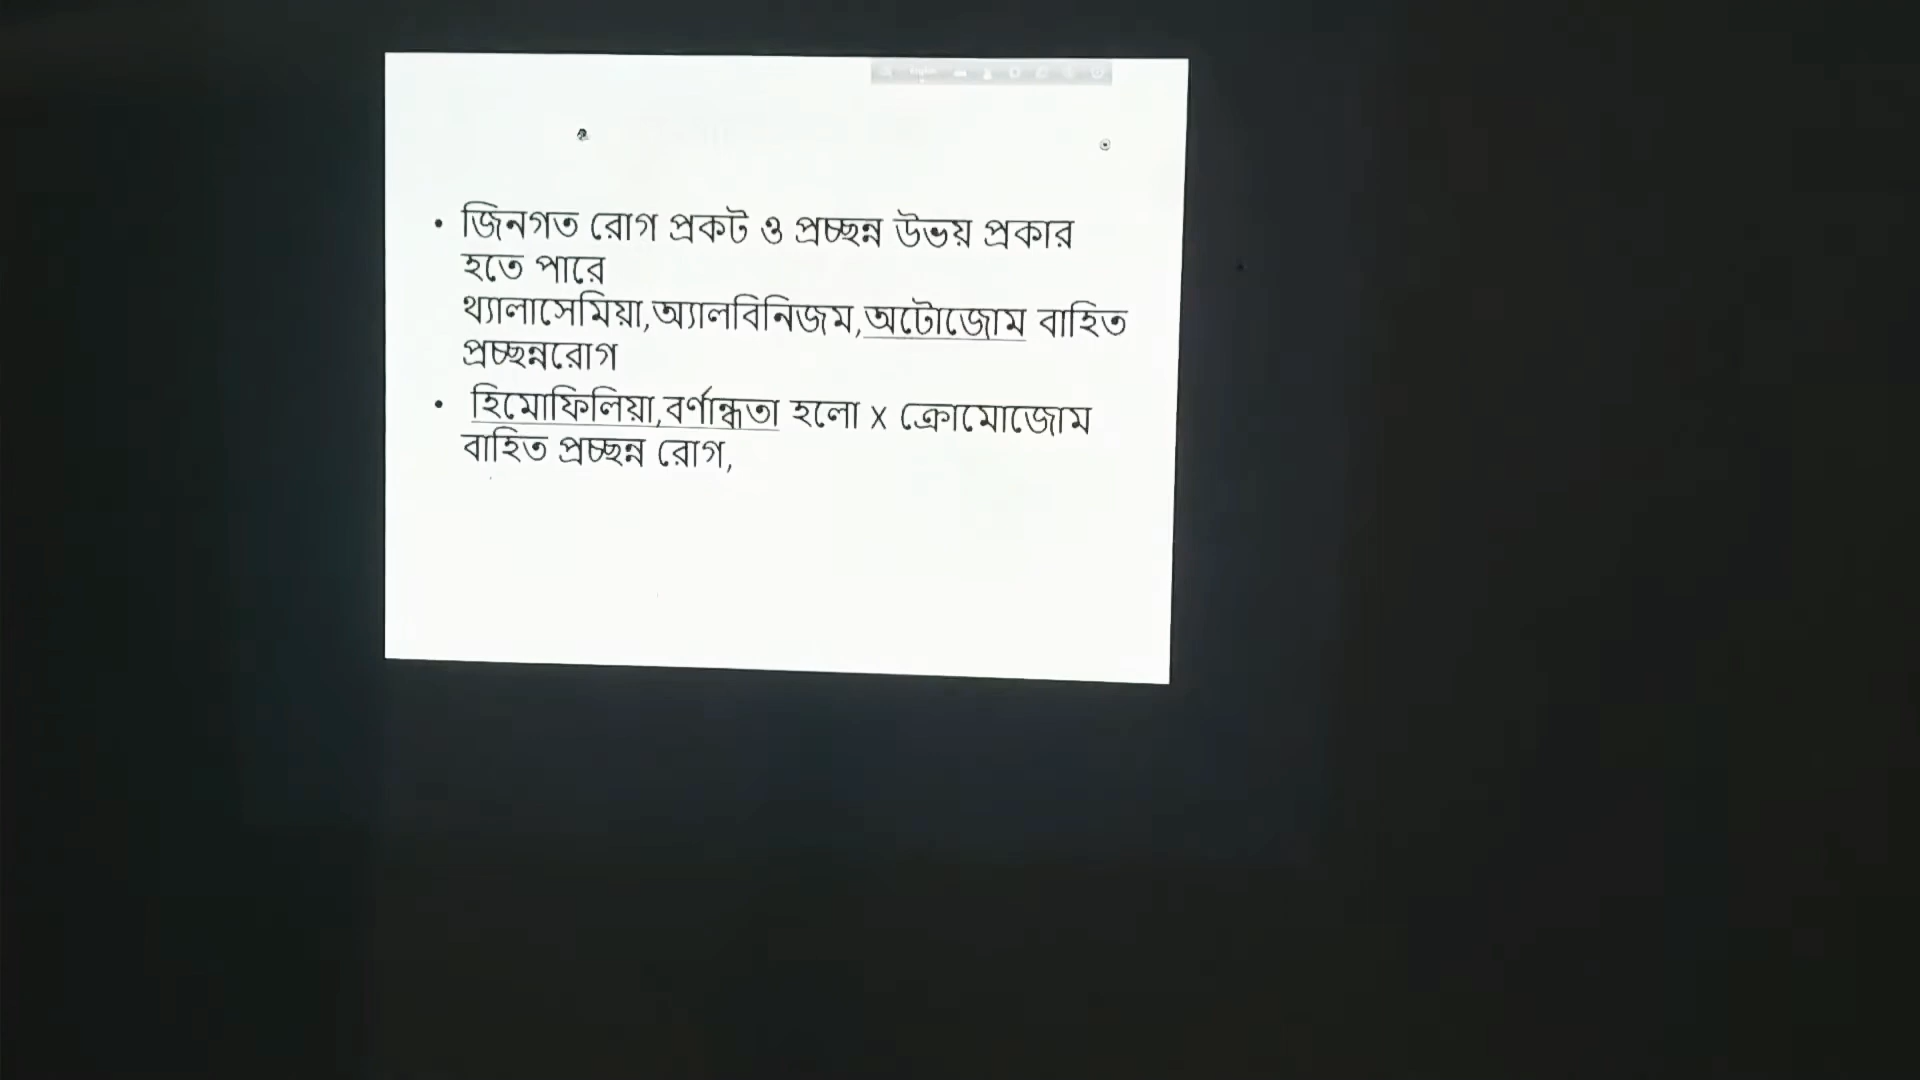 • জিনগত রোগ প্রকট ও প্রচ্ছন্ন উভয় প্রকার
হতে পারে
থ্যালাসেমিয়া,অ্যালবিনিজম,অটোজোম বাহিত
প্রচ্ছন্নরোগ
• হিমোফিলিয়া,বর্ণান্ধতা হলো x ক্রোমোজোম
বাহিত প্রচ্ছন্ন রোগ,